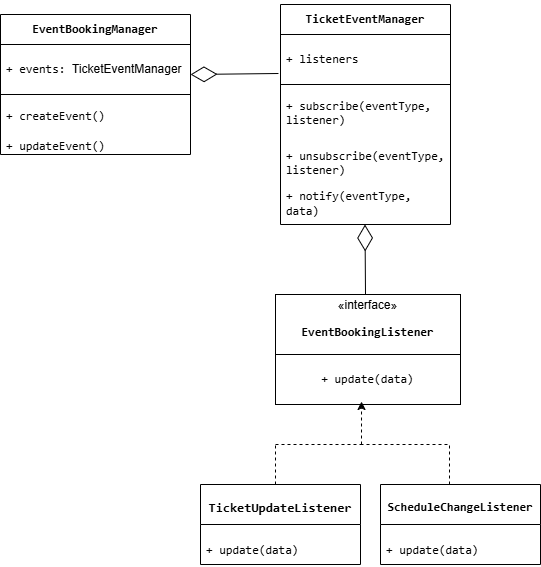 EventBookingManager
+ events: TicketEventManager
+ createEvent()
+ updateEvent()
TicketEventManager
+ listeners
+ subscribe(eventType,
listener)
+ unsubscribe(eventType,
listener)
+ notify(eventType,
data)
«interface»
EventBookingListener
+ update(data)
TicketUpdateListener
+ update(data)
ScheduleChangeListener
+ update(data)